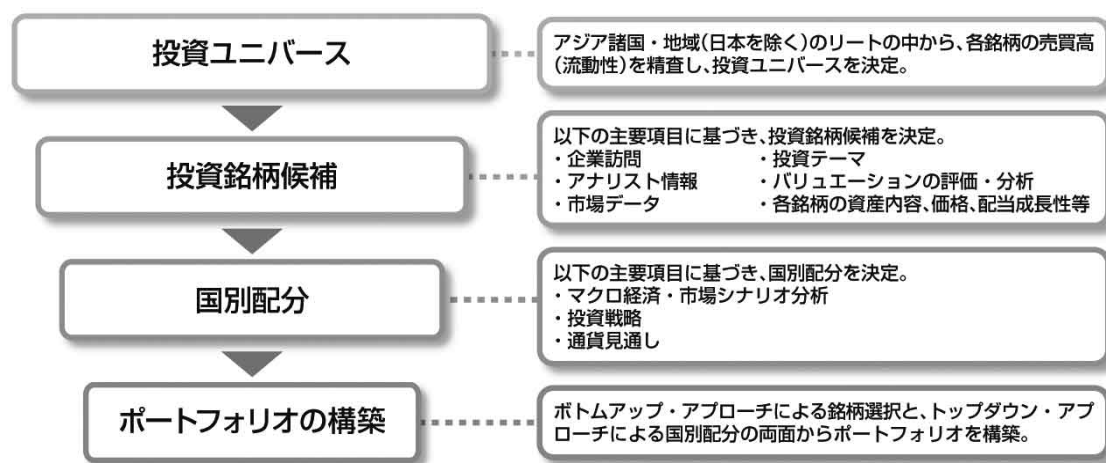 投資ユニバース
アジア諸国・地域(日本を除く)のリートの中から、各銘柄の売買高
(流動性)を精査し、投資ユニバースを決定。
投資銘柄候補
以下の主要項目に基づき、投資銘柄候補を決定。
・企業訪問 ・投資テーマ
・アナリスト情報 ・バリュエーションの評価・分析
・市場データ ・各銘柄の資産内容、価格、配当成長性等
国別配分
以下の主要項目に基づき、国別配分を決定。
・マクロ経済・市場シナリオ分析
・投資戦略
・通貨見通し
ポートフォリオの構築
ボトムアップ・アプローチによる銘柄選択と、トップダウン・アプ
ローチによる国別配分の両面からポートフォリオを構築。